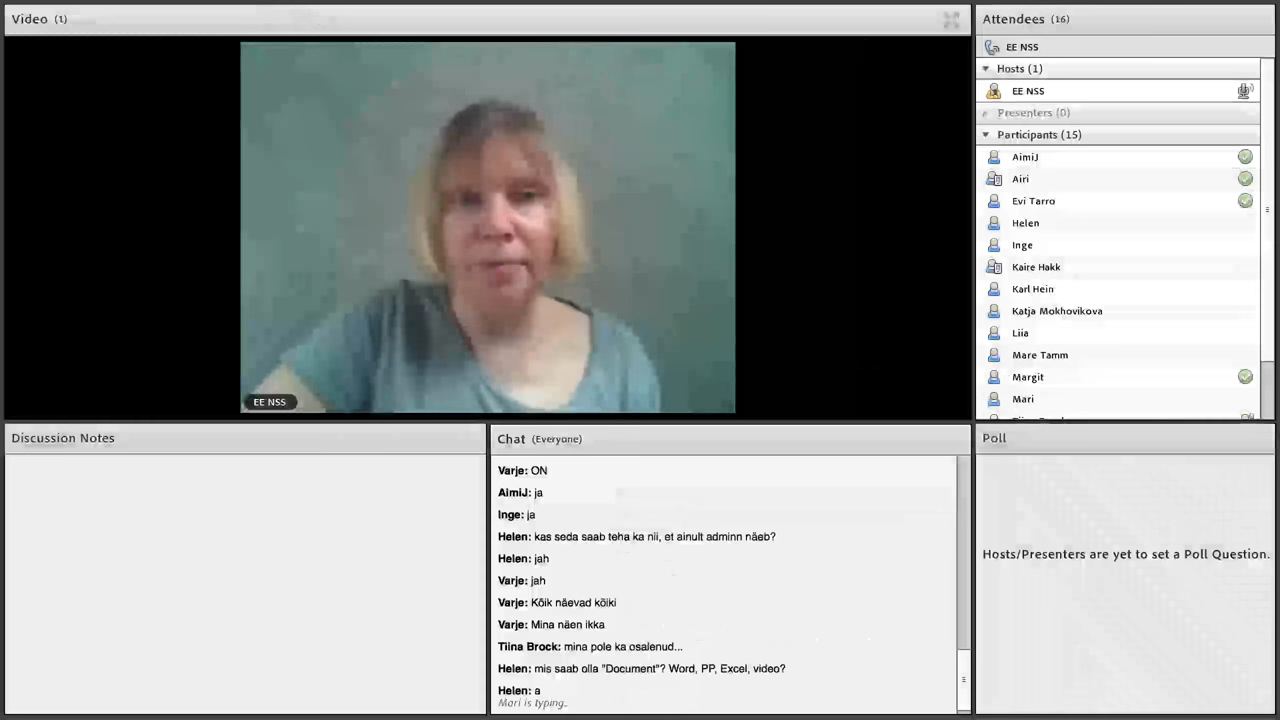 Video (1)
EE NSS
Attendees (16)
EE NSS
Hosts (1)
EE NSS
Presenters (0)
Participants (15)
AimiJ
Airi
Evi Tarro
Helen
Inge
Kaire Hakk
Karl Hein
Katja Mokhovikova
Liia
Mare Tamm
Margit
Mari
Discussion Notes
Chat (Everyone)
Varje: ON
AimiJ: ja
Inge: ja
Helen: kas seda saab teha ka nii, et ainult adminn näeb?
Helen: jah
Varje: jah
Varje: Kõik näevad kõiki
Varje: Mina näen ikka
Tiina Brock: mina pole ka osalenud...
Helen: mis saab olla "Document"? Word, PP, Excel, video?
Helen: a
Mari is typing..
Poll
Hosts/Presenters are yet to set a Poll Question.